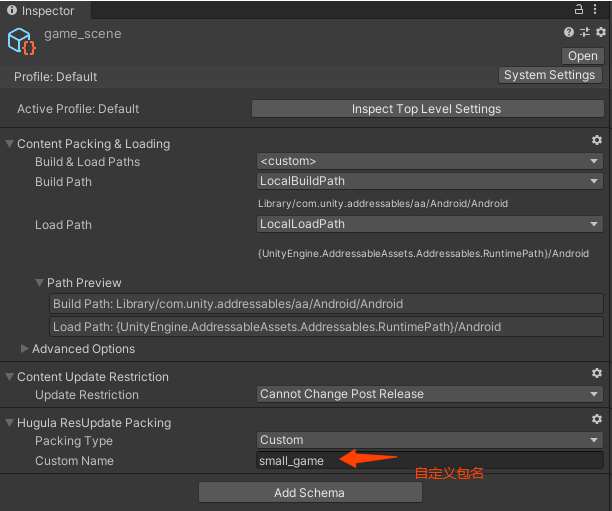 Inspector
game_scene
Open
Profile: Default
System Settings
Active Profile: Default
Inspect Top Level Settings
Content Packing & Loading
Build & Load Paths
<custom>
Build Path
LocalBuildPath
Library/com.unity.addressables/aa/Android/Android
Load Path
LocalLoadPath
{UnityEngine.AddressableAssets.Addressables.RuntimePath}/Android
Path Preview
Build Path: Library/com.unity.addressables/aa/Android/Android
Load Path: {UnityEngine.AddressableAssets.Addressables.RuntimePath}/Android
Advanced Options
Content Update Restriction
Update Restriction
Cannot Change Post Release
Hugula ResUpdate Packing
Packing Type
Custom
Custom Name
small_game
自定义包名
Add Schema